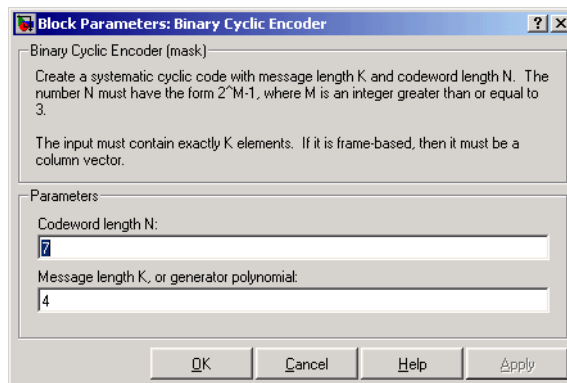 Block Parameters: Binary Cyclic Encoder
Binary Cyclic Encoder (mask)
Create a systematic cyclic code with message length K and codeword length N. The
number N must have the form 2^M-1, where M is an integer greater than or equal to
3.
The input must contain exactly K elements. If it is frame-based, then it must be a
column vector.
Parameters
Codeword length N:
7
Message length K, or generator polynomial:
4
OK Cancel Help Apply